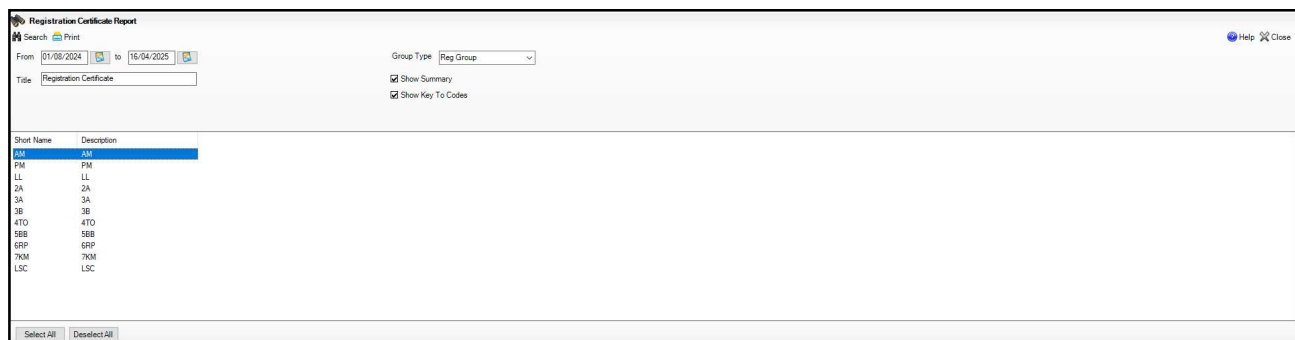 Registration Certificate Report
Search Print Help Close
From 01/08/2024 to 16/04/2025 Group Type Reg Group
Title Registration Certificate Show Summary
Show Key To Codes
Short Name Description
AM AM
PM PM
LL LL
2A 2A
3A 3A
3B 3B
4TO 4TO
5BB 5BB
6RP 6RP
7KM 7KM
LSC LSC
Select All Deselect All